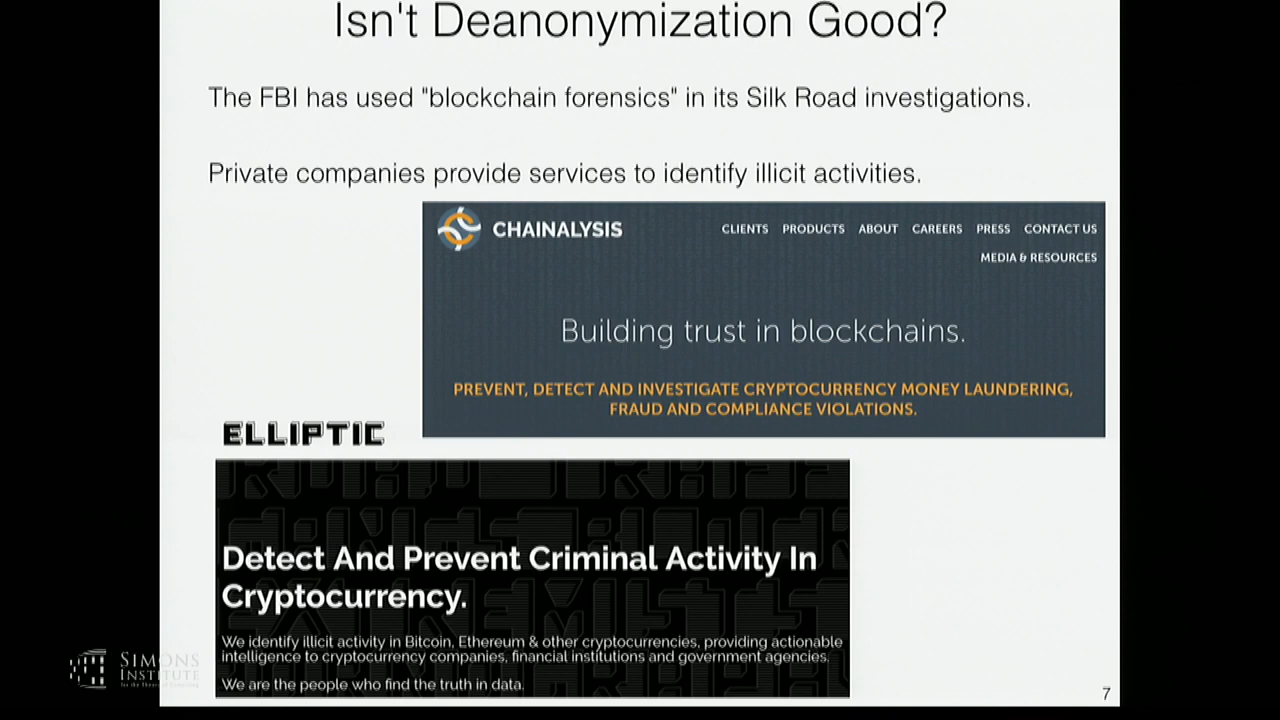 Isn't Deanonymization Good?
The FBI has used "blockchain forensics" in its Silk Road investigations.
Private companies provide services to identify illicit activities.
CHAINALYSIS
CLIENTS PRODUCTS ABOUT CAREERS PRESS CONTACT US
MEDIA & RESOURCES
Building trust in blockchains.
PREVENT, DETECT AND INVESTIGATE CRYPTOCURRENCY MONEY LAUNDERING,
FRAUD AND COMPLIANCE VIOLATIONS.
ELLIPTIC
Detect And Prevent Criminal Activity In
Cryptocurrency.
We identify illicit activity in Bitcoin, Ethereum & other cryptocurrencies, providing actionable
intelligence to cryptocurrency companies, financial institutions and government agencies.
We are the people who find the truth in data.
SIMONS
INSTITUTE
7